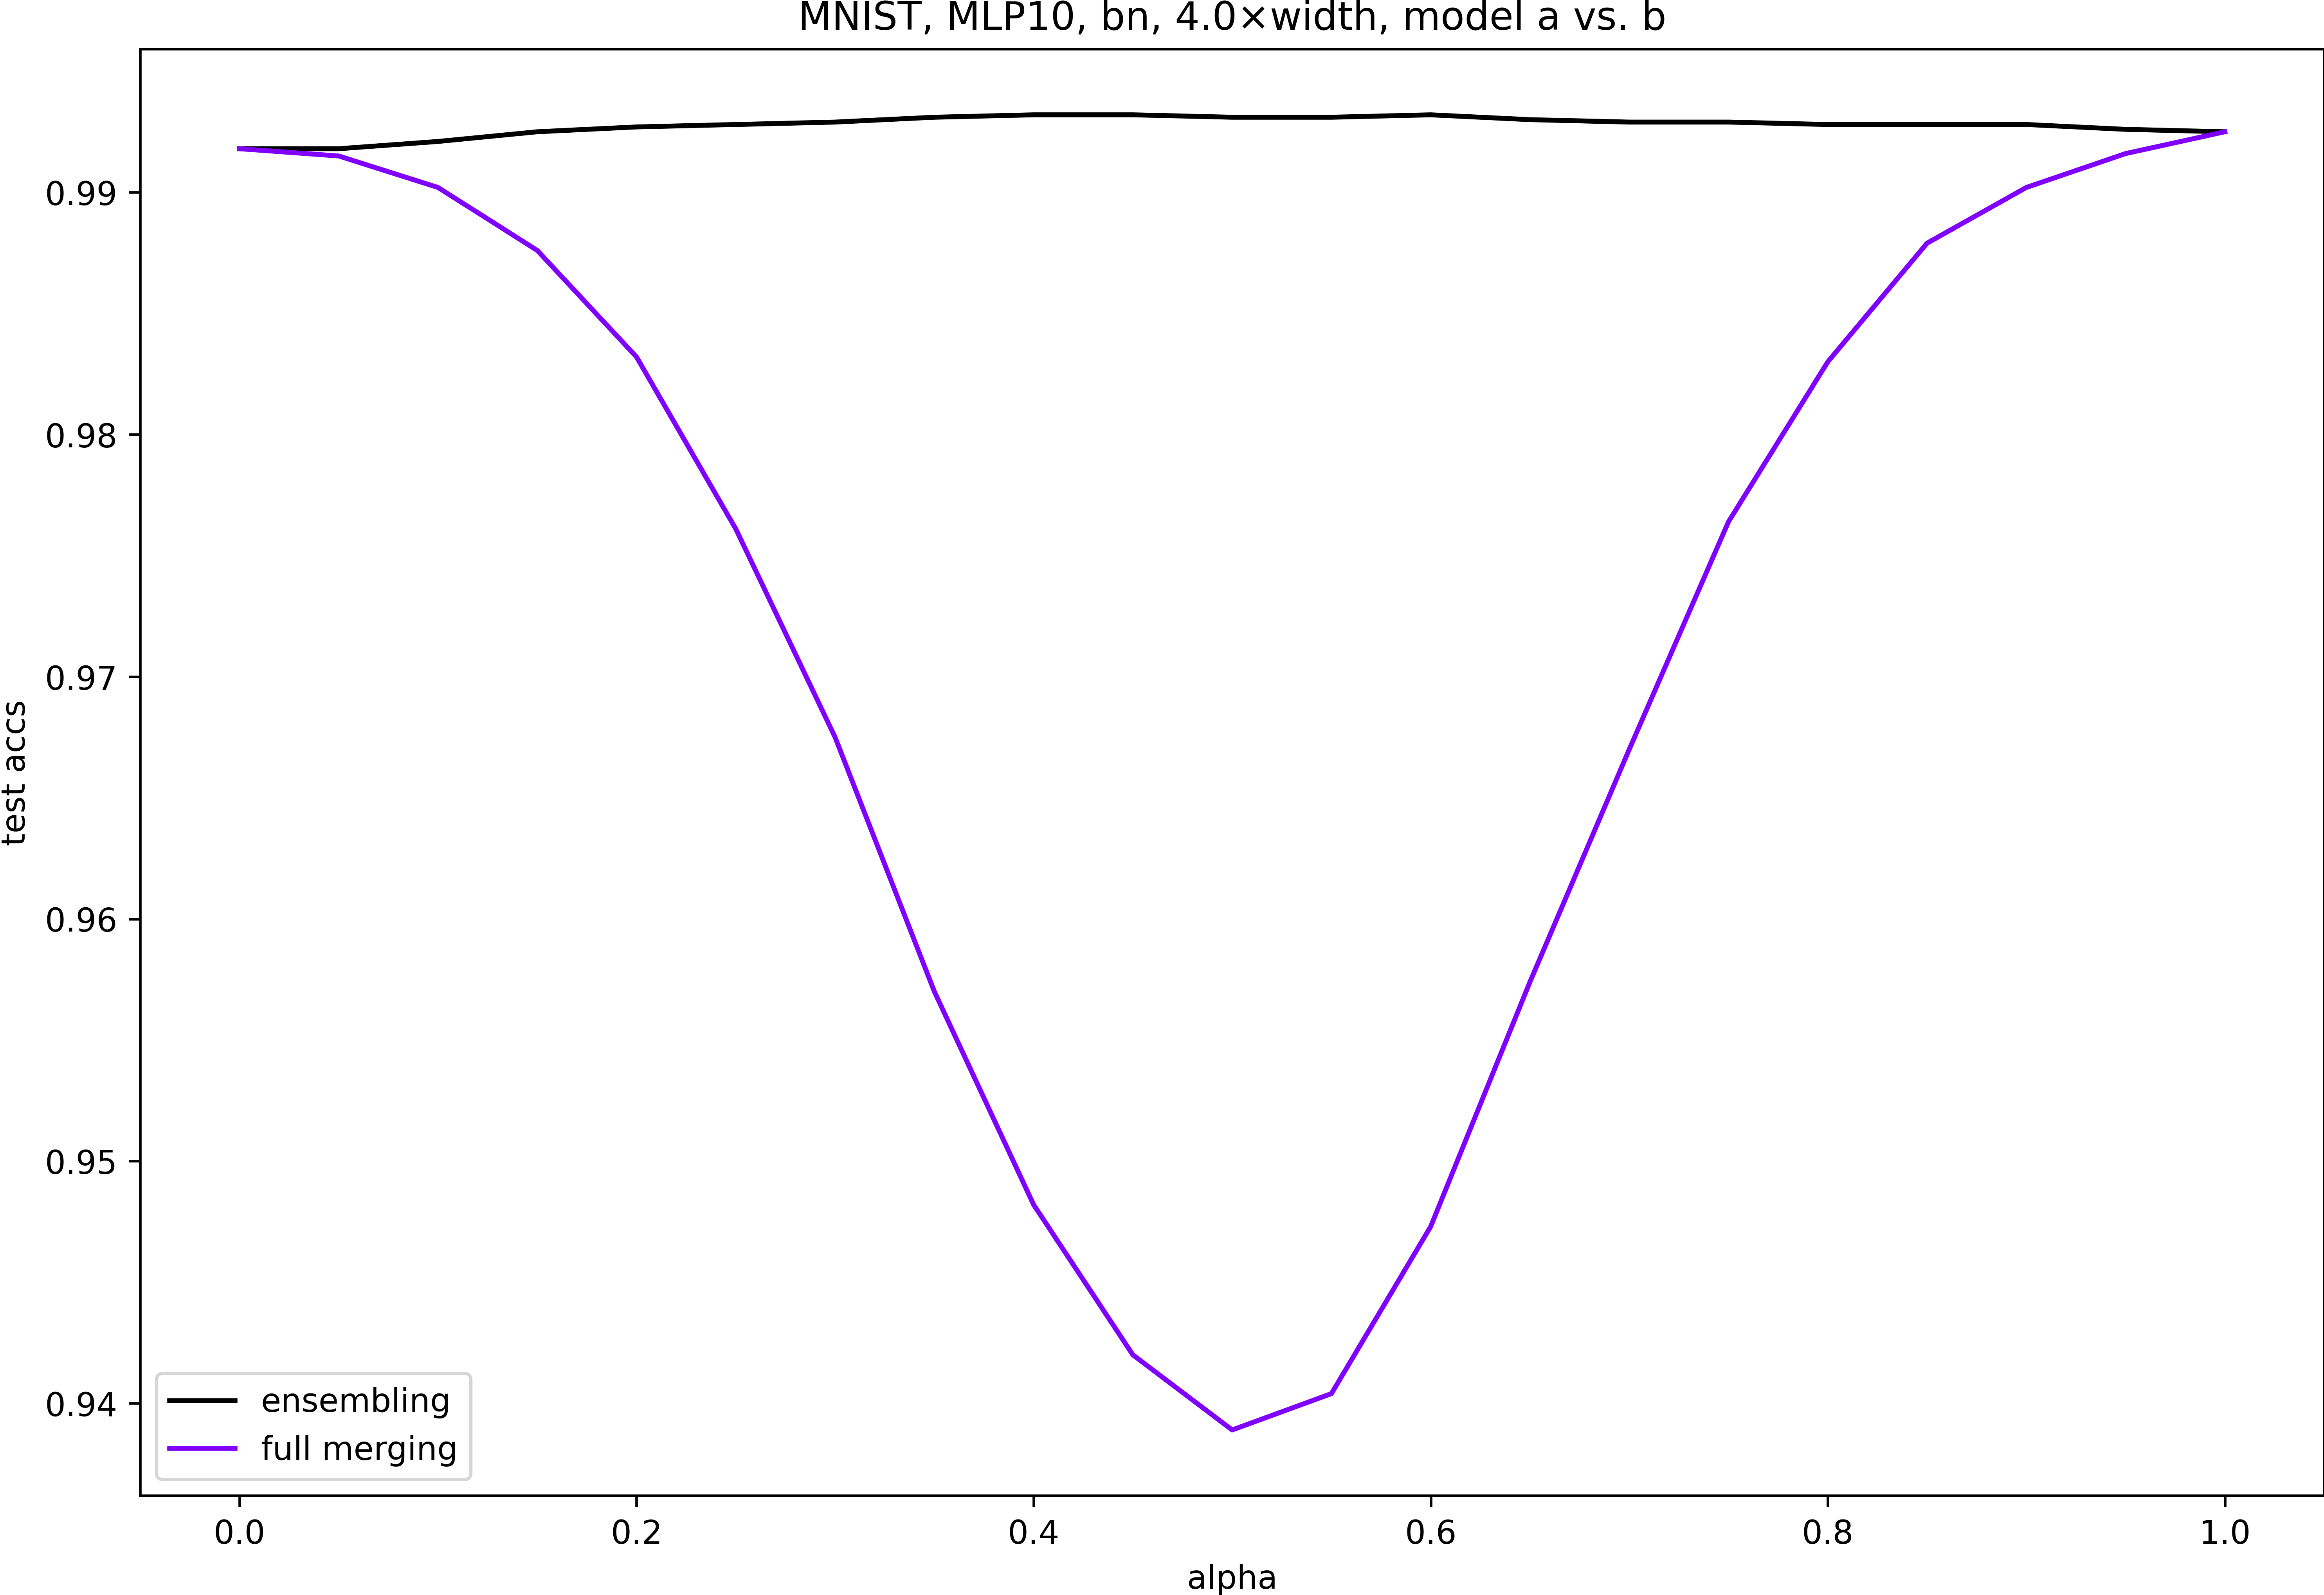 MNIST, MLP10, bn, 4.0×width, model a vs. b
test accs
0.99
0.98
0.97
0.96
0.95
0.94
ensembling
full merging
0.0 0.2 0.4 0.6 0.8 1.0
alpha